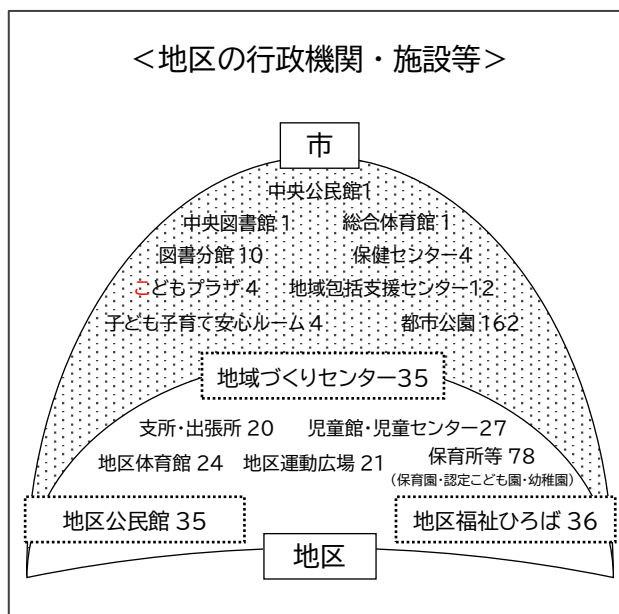 ＜地区の行政機関・施設等＞
市
中央公民館1
中央図書館 1　総合体育館 1
図書分館 10　保健センター4
こどもプラザ 4　地域包括支援センター12
子ども子育て安心ルーム 4　都市公園 162
地域づくりセンター35
支所・出張所 20　児童館・児童センター27
地区体育館 24　地区運動広場 21　保育所等 78
（保育園・認定こども園・幼稚園）
地区公民館 35　地区福祉ひろば 36
地区